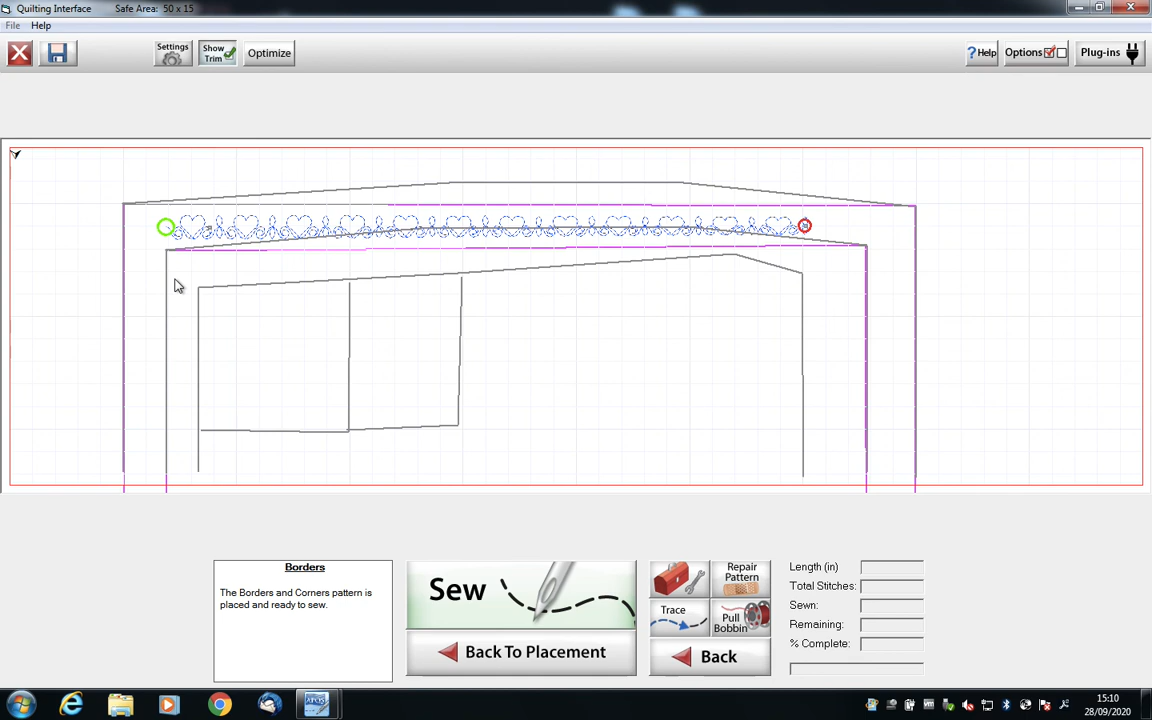 Quilting Interface Safe Area: 50 x 15
File Help
Settings
Show Trim
Optimize
? Help
Options
Plug-ins
Borders
The Borders and Corners pattern is
placed and ready to sew.
Sew
Back To Placement
Repair
Pattern
Trace
Pull
Bobbin
Back
Length (in)
Total Stitches:
Sewn:
Remaining:
% Complete:
15:10
28/09/2020